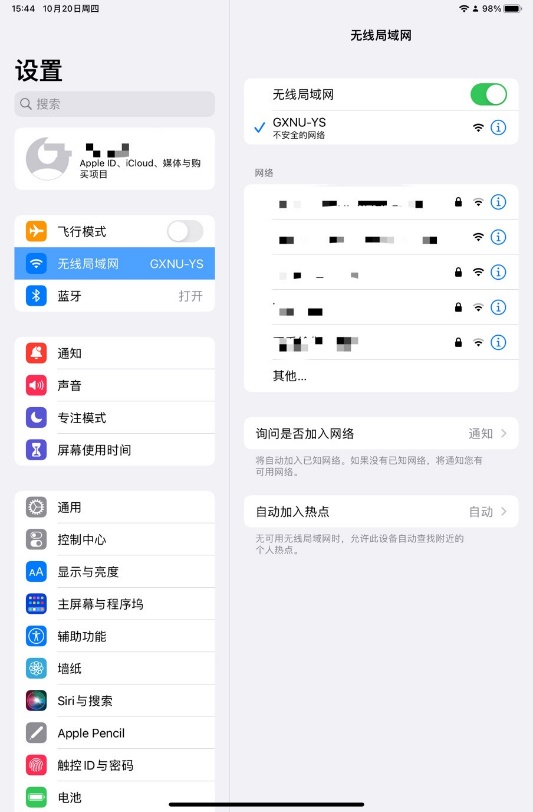 15:44 10月20日周四
98%
设置
搜索
Apple ID、iCloud、媒体与购
买项目
飞行模式
无线局域网 GXNU-YS
蓝牙 打开
通知
声音
专注模式
屏幕使用时间
通用
控制中心
AA 显示与亮度
主屏幕与程序坞
辅助功能
墙纸
Siri与搜索
Apple Pencil
触控ID与密码
电池
无线局域网
无线局域网
GXNU-YS
不安全的网络
网络
其他...
询问是否加入网络 通知
将自动加入已知网络。如果没有已知网络，将通知您有
可用网络。
自动加入热点 自动
无可用无线局域网时，允许此设备自动查找附近的
个人热点。